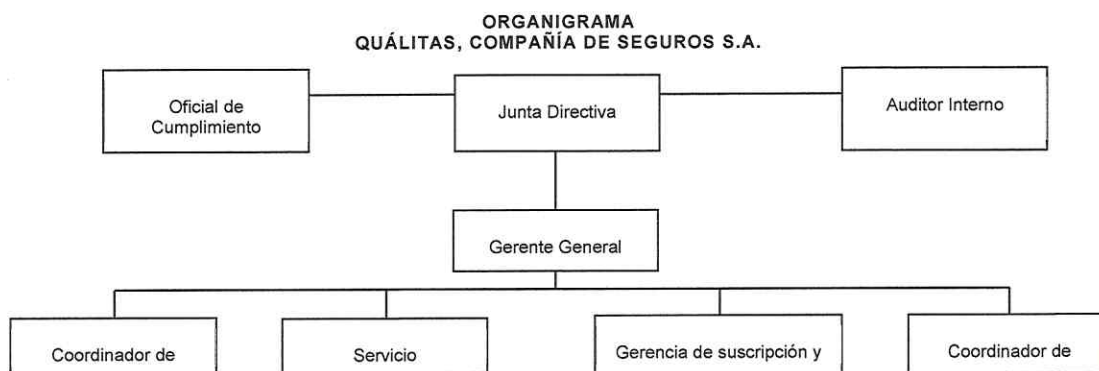 ORGANIGRAMA
QUÁLITAS, COMPAÑÍA DE SEGUROS S.A.
Oficial de
Cumplimiento
Junta Directiva
Auditor Interno
Gerente General
Coordinador de
Servicio
Gerencia de suscripción y
Coordinador de